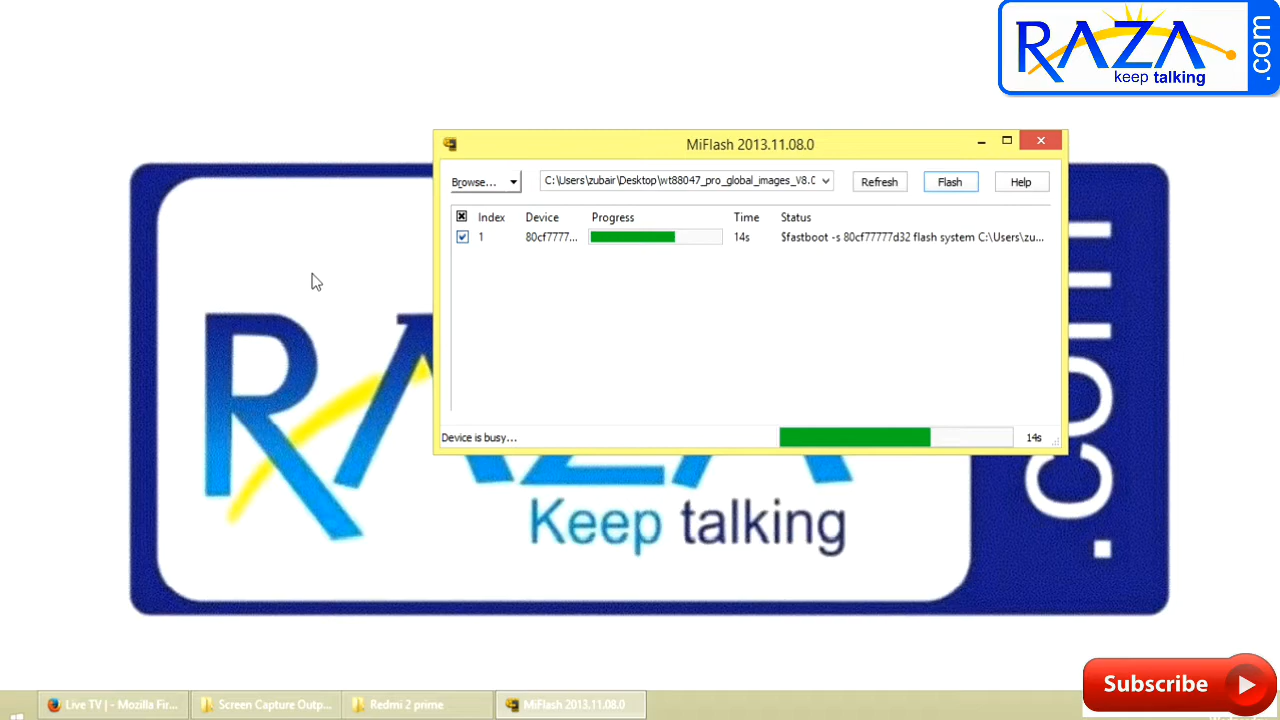 RAZA
keep talking
.com
MiFlash 2013.11.08.0
Browse...
C:\Users\zubair\Desktop\wt88047_pro_global_images_V8.0
Refresh
Flash
Help
Index
Device
Progress
Time
Status
1
80cf7777...
14s
$fastboot -s 80cf77777d32 flash system C:\Users\zu...
Device is busy...
14s
RAZA
Keep talking
.com
Subscribe
Live TV | - Mozilla Fir...
Screen Capture Outp...
Redmi 2 prime
MiFlash 2013.11.08.0